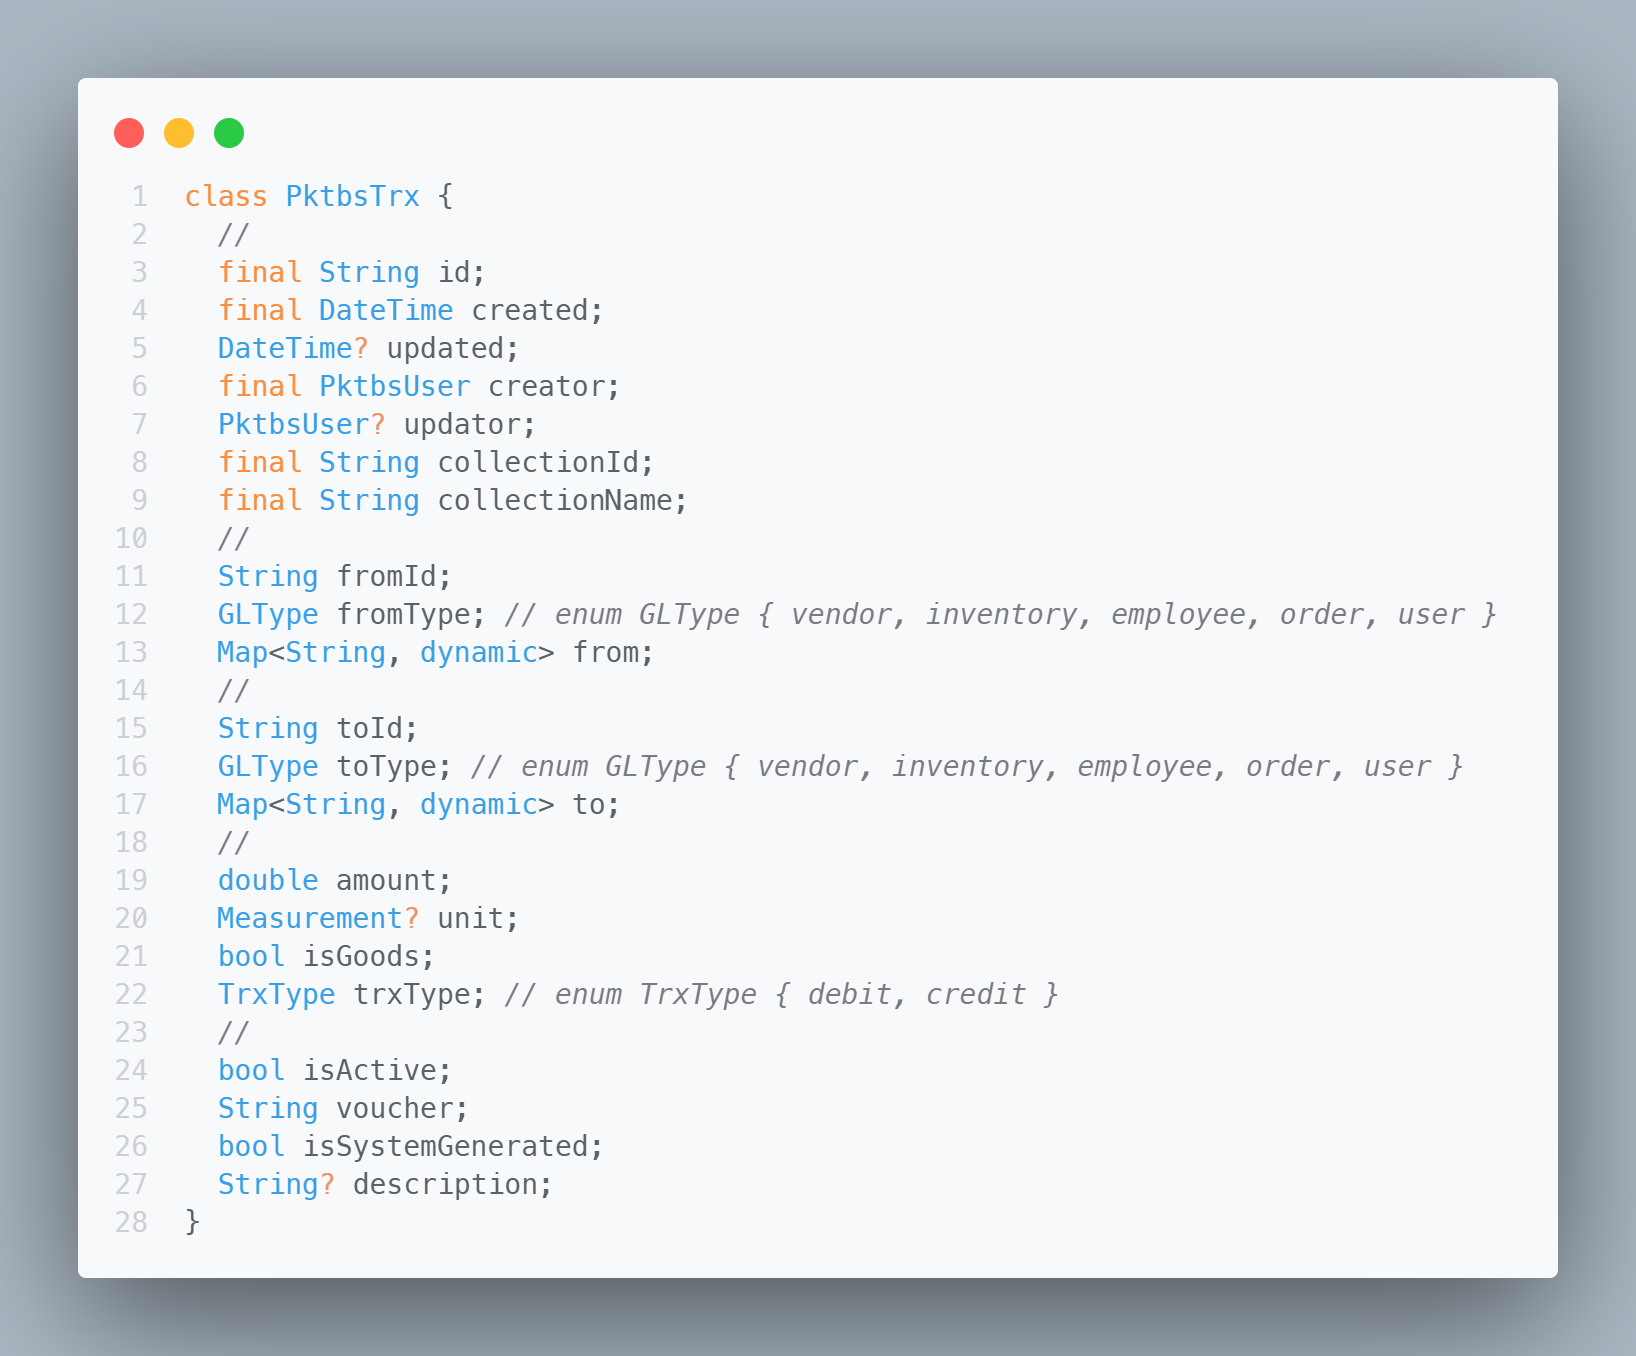 1 class PktbsTrx {
2   //
3   final String id;
4   final DateTime created;
5   DateTime? updated;
6   final PktbsUser creator;
7   PktbsUser? updator;
8   final String collectionId;
9   final String collectionName;
10   //
11   String fromId;
12   GLType fromType; // enum GLType { vendor, inventory, employee, order, user }
13   Map<String, dynamic> from;
14   //
15   String toId;
16   GLType toType; // enum GLType { vendor, inventory, employee, order, user }
17   Map<String, dynamic> to;
18   //
19   double amount;
20   Measurement? unit;
21   bool isGoods;
22   TrxType trxType; // enum TrxType { debit, credit }
23   //
24   bool isActive;
25   String voucher;
26   bool isSystemGenerated;
27   String? description;
28 }